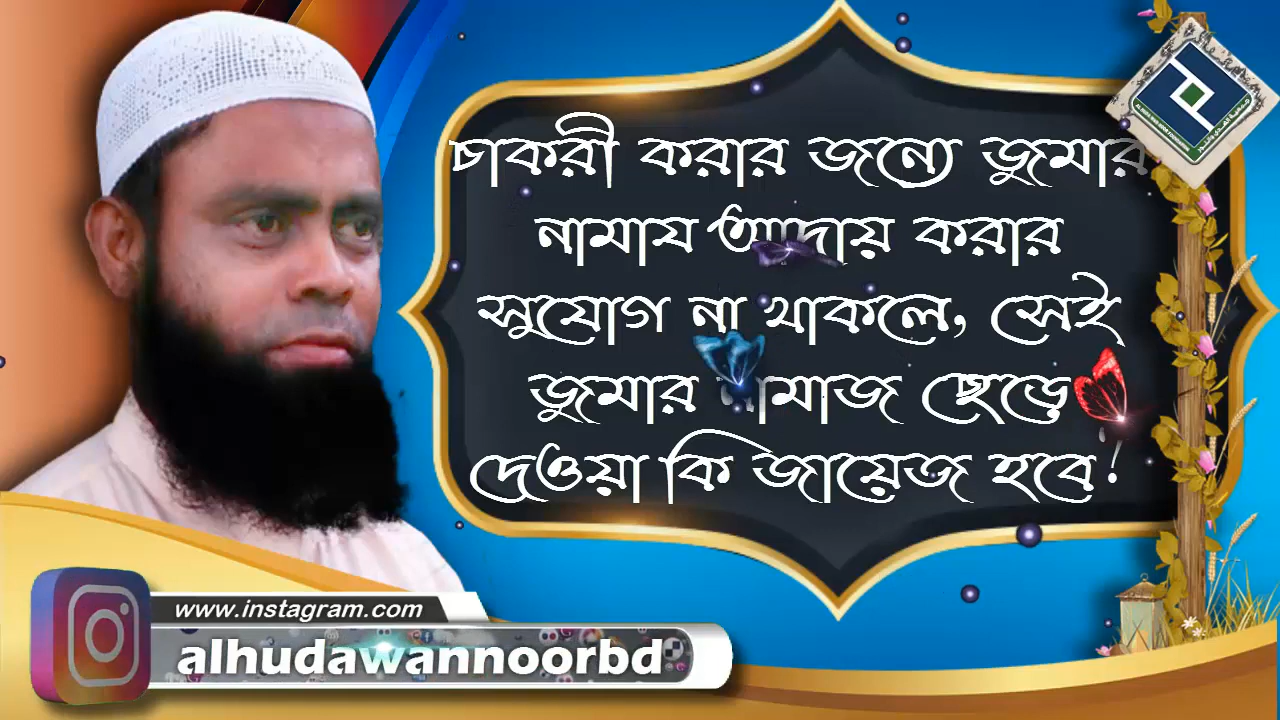 চাকরী করার জন্যে জুমার
নামায আদায় করার
সুযোগ না থাকলে, সেই
জুমার নামাজ ছেড়ে
দেওয়া কি জায়েজ হবে!
www.instagram.com
alhudawannoorbd